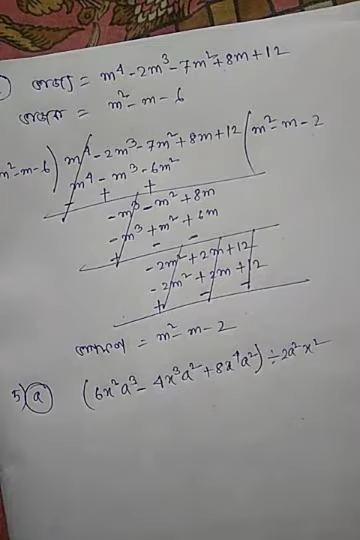 ভাজ্য = m⁴ - 2m³ - 7m² + 8m + 12
ভাজক = m² - m - 6
m² - m - 6) m⁴ - 2m³ - 7m² + 8m + 12 (m² - m - 2
m⁴ - m³ - 6m²
- + +
- m³ - m² + 8m
- m³ + m² + 6m
+ - -
- 2m² + 2m + 12
- 2m² + 2m + 12
+ - -
ভাগফল = m² - m - 2
5) a (6x²a³ - 4x³a² + 8x⁴a²) ÷ 2a²x²